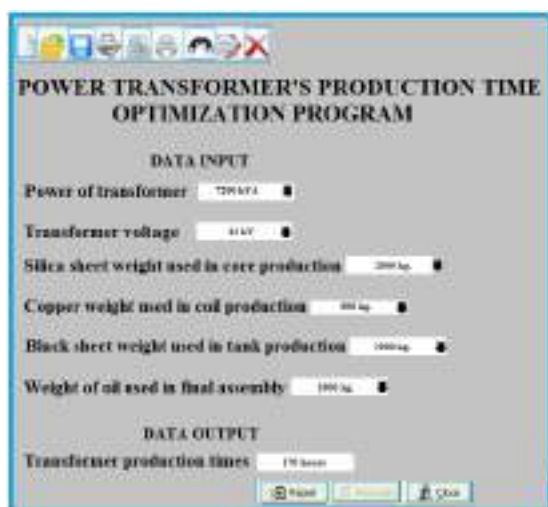 POWER TRANSFORMER'S PRODUCTION TIME
OPTIMIZATION PROGRAM
DATA INPUT
Power of transformer
Transformer voltage
Silica sheet weight used in core production
Copper weight used in coil production
Black sheet weight used in tank production
Weight of oil used in final assembly
DATA OUTPUT
Transformer production times